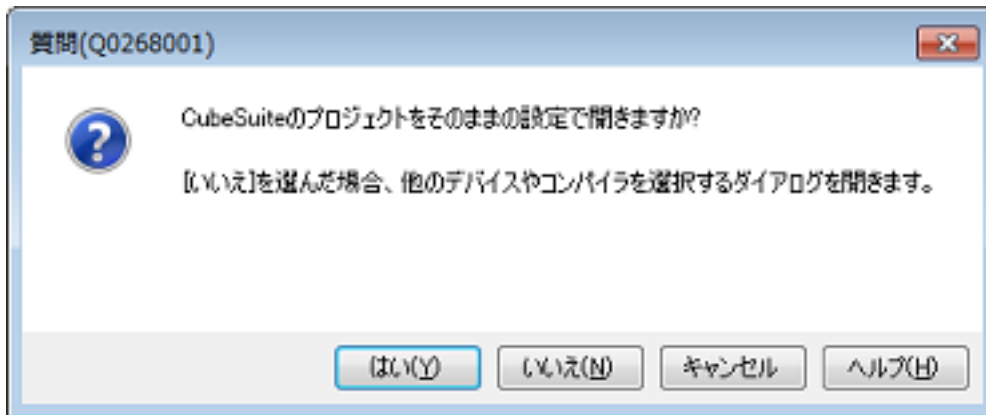 質問(Q0268001)
CubeSuiteのプロジェクトをそのままの設定で開きますか?
[いいえ]を選んだ場合、他のデバイスやコンパイラを選択するダイアログを開きます。
はい(Y)
いいえ(N)
キャンセル
ヘルプ(H)